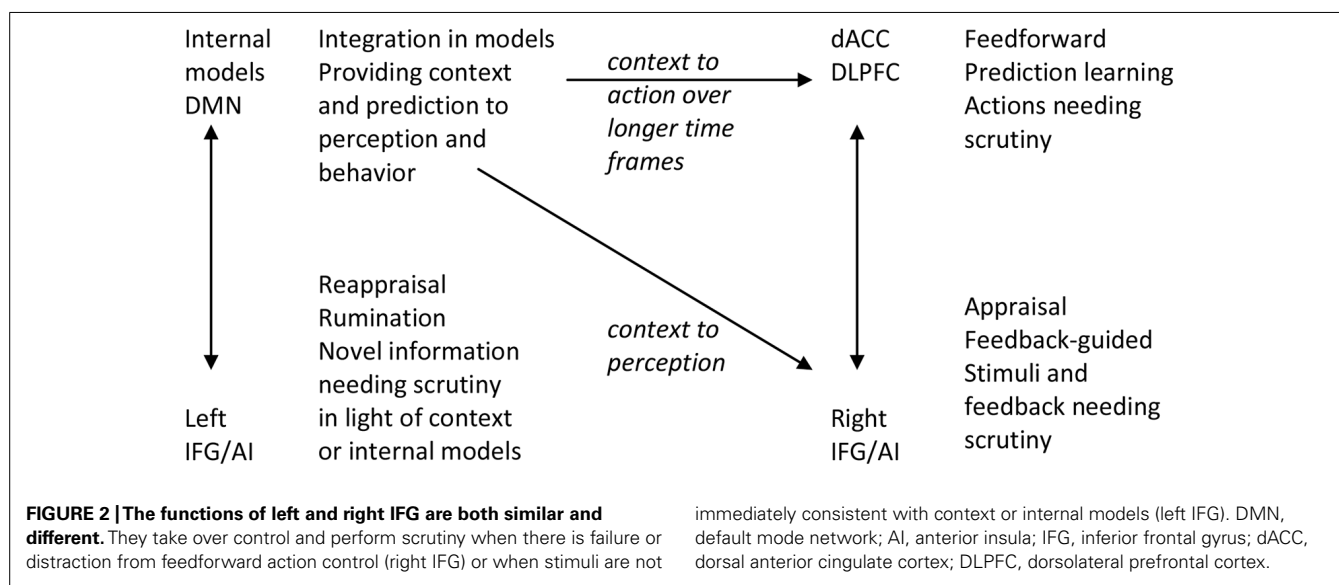 Internal
models
DMN
Integration in models
Providing context
and prediction to
perception and
behavior
context to
action over
longer time
frames
dACC
DLPFC
Feedforward
Prediction learning
Actions needing
scrutiny
Left
IFG/AI
Reappraisal
Rumination
Novel information
needing scrutiny
in light of context
or internal models
context to
perception
Right
IFG/AI
Appraisal
Feedback-guided
Stimuli and
feedback needing
scrutiny
FIGURE 2 | The functions of left and right IFG are both similar and
different. They take over control and perform scrutiny when there is failure or
distraction from feedforward action control (right IFG) or when stimuli are not
immediately consistent with context or internal models (left IFG). DMN,
default mode network; AI, anterior insula; IFG, inferior frontal gyrus; dACC,
dorsal anterior cingulate cortex; DLPFC, dorsolateral prefrontal cortex.